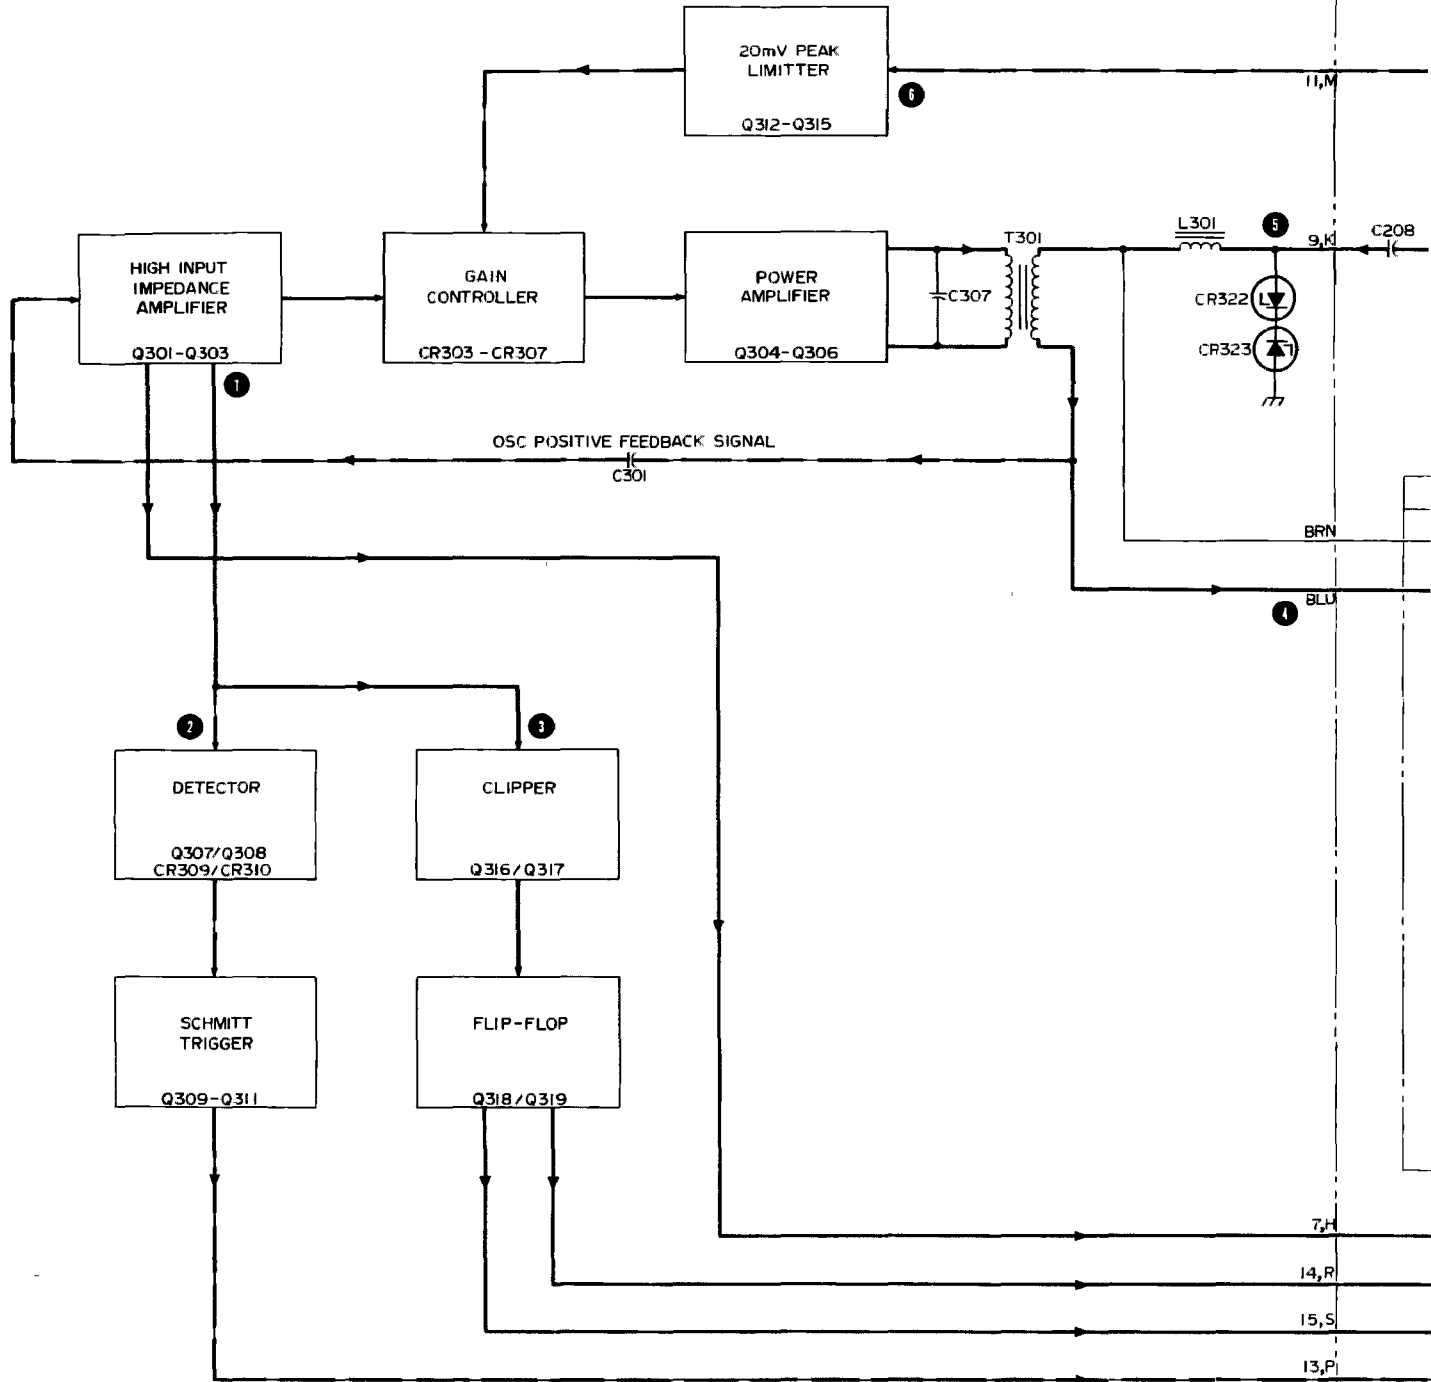 20mV PEAK
LIMITTER
Q312-Q315
6
11,M
HIGH INPUT
IMPEDANCE
AMPLIFIER
Q301-Q303
1
GAIN
CONTROLLER
CR303-CR307
POWER
AMPLIFIER
Q304-Q306
C307
T301
L301
5
9,K
C208
CR322
CR323
OSC POSITIVE FEEDBACK SIGNAL
C301
BRN
BLU
4
2
3
DETECTOR
Q307/Q308
CR309/CR310
CLIPPER
Q316/Q317
SCHMITT
TRIGGER
Q309-Q311
FLIP-FLOP
Q318/Q319
7,H
14,R
15,S
13,P